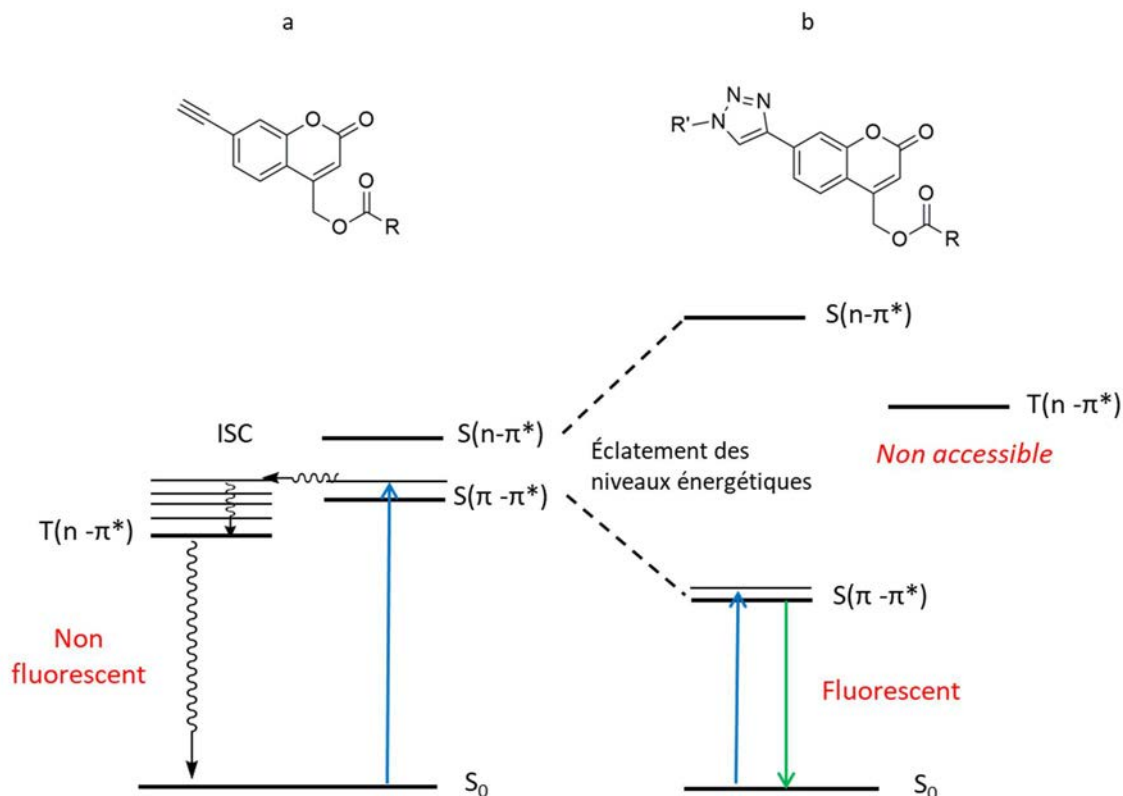 a
b
O
O
O
O
R
N
N
N
R'
O
O
O
O
R
S(n-π*)
T(n -π*)
Non accessible
ISC
S(n-π*)
Éclatement des
niveaux énergétiques
S(π -π*)
T(n -π*)
S(π -π*)
Non
fluorescent
Fluorescent
S₀
S₀